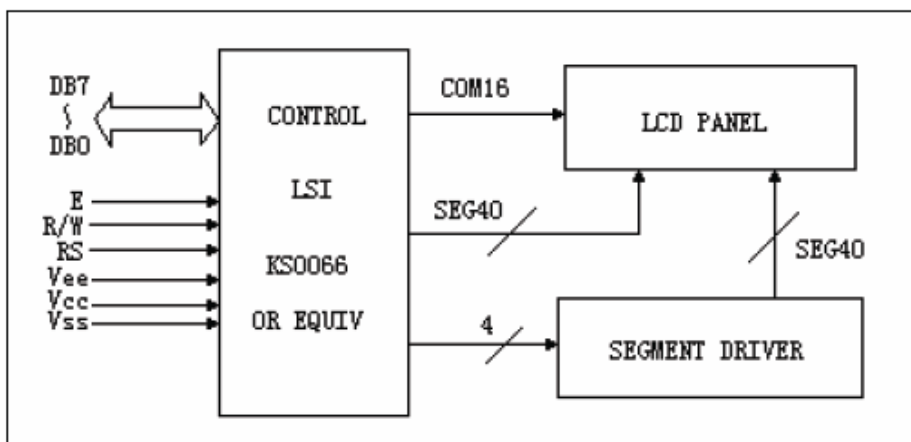 DB7
~
DB0
E
R/W
RS
Vee
Vcc
Vss
CONTROL
LSI
KS0066
OR EQUIV
COM16
SEG40
4
LCD PANEL
SEG40
SEGMENT DRIVER